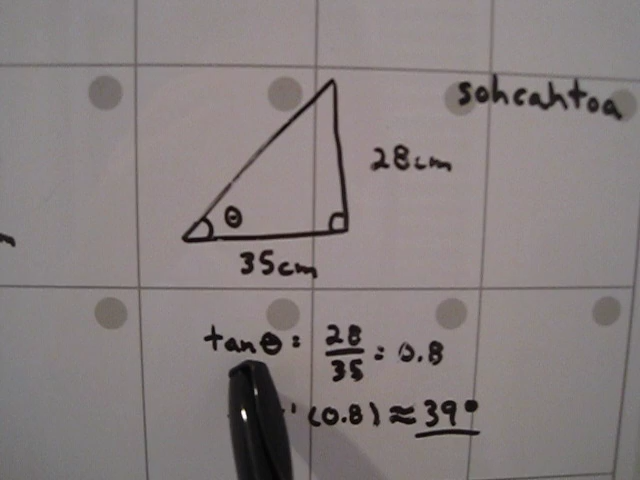 sohcahtoa
28cm
θ
35cm
tanθ = 28/35 = 0.8
(0.8) ≈ 39°